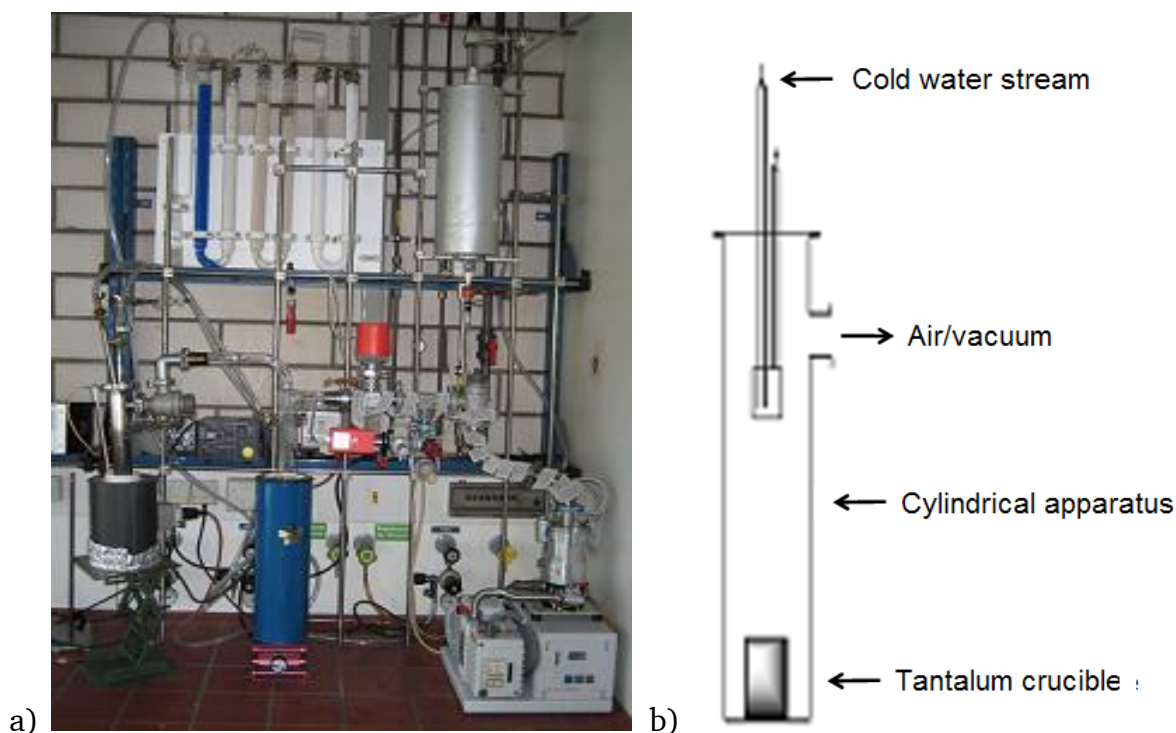 Cold water stream
Air/vacuum
Cylindrical apparatus
Tantalum crucible
a)
b)